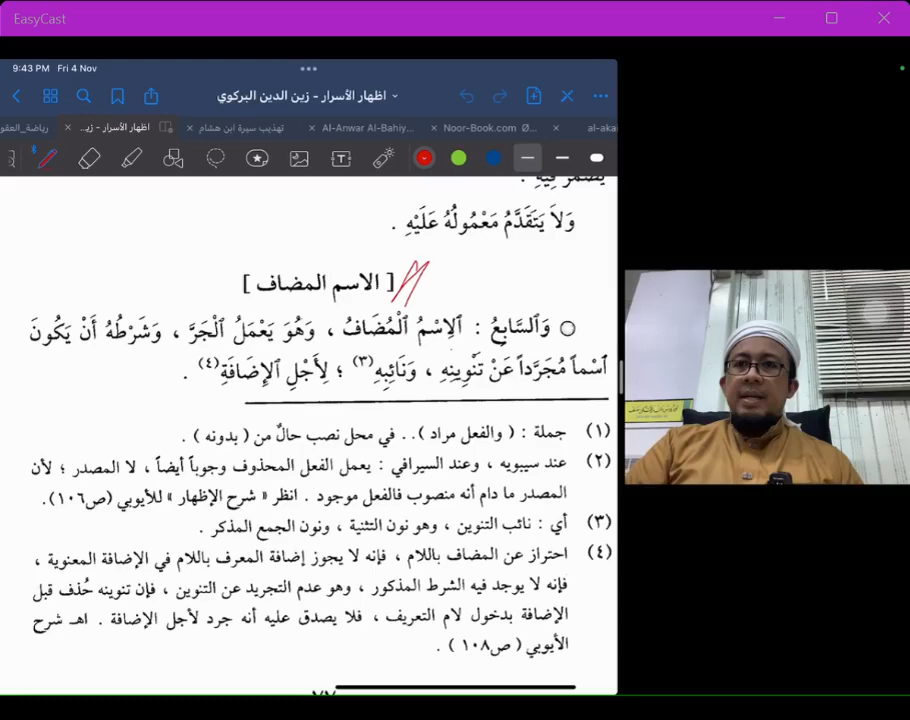 EasyCast
9:43 PM Fri 4 Nov
اظهار الأسرار - زين الدين البركوي
رياضة_العقو
اظهار الأسرار - زيـ...
تهذيب سيرة ابن هشام
Al-Anwar Al-Bahiy...
Noor-Book.com Ø...
al-aka
يُضْمَرُ فِيهِ .
وَلاَ يَتَقَدَّمُ مَعْمُولُهُ عَلَيْهِ .
[ الاسم المضاف ]
○ وَٱلسَّابِعُ : ٱلِاسْمُ ٱلْمُضَافُ ، وَهُوَ يَعْمَلُ ٱلْجَرَّ ، وَشَرْطُهُ أَنْ يَكُونَ
ٱسْماً مُجَرَّداً عَنْ تَنْوِينِهِ ، وَنَائِبِهِ(٣) ؛ لِأَجْلِ ٱلْإِضَافَةِ(٤) .
(١) جملة : ( والفعل مراد ) .. في محل نصب حالٌ من ( بدونه ) .
(٢) عند سيبويه ، وعند السيرافي : يعمل الفعل المحذوف وجوباً أيضاً ، لا المصدر ؛ لأن
المصدر ما دام أنه منصوب فالفعل موجود . انظر « شرح الإظهار » للأيوبي (ص١٠٦).
(٣) أي : نائب التنوين ، وهو نون التثنية ، ونون الجمع المذكر .
(٤) احتراز عن المضاف باللام ، فإنه لا يجوز إضافة المعرف باللام في الإضافة المعنوية ،
فإنه لا يوجد فيه الشرط المذكور ، وهو عدم التجريد عن التنوين ، فإن تنوينه حُذف قبل
الإضافة بدخول لام التعريف ، فلا يصدق عليه أنه جرد لأجل الإضافة . اهـ شرح
الأيوبي ( ص١٠٨ ) .
٧٧